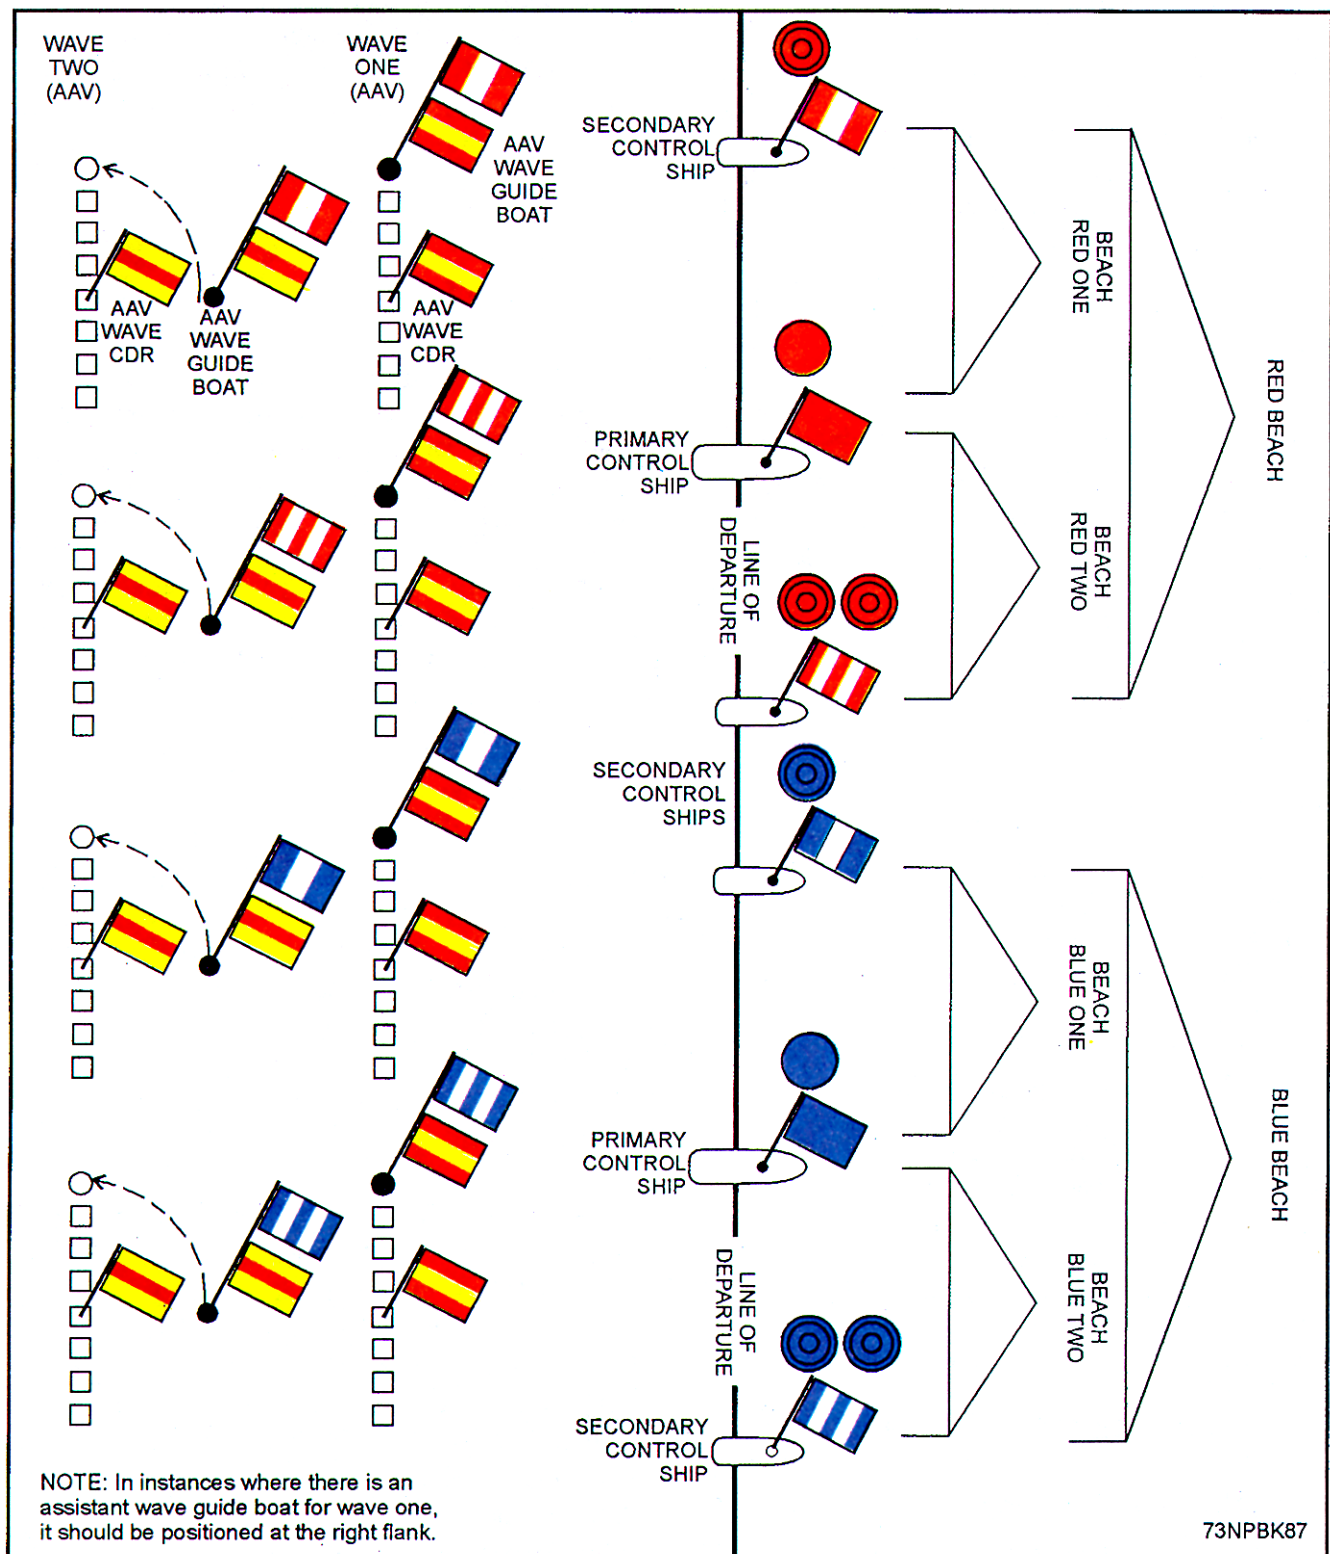 WAVE
TWO
(AAV)
WAVE
ONE
(AAV)
AAV
WAVE
GUIDE
BOAT
AAV
WAVE
CDR
AAV
WAVE
GUIDE
BOAT
AAV
WAVE
CDR
SECONDARY
CONTROL
SHIP
PRIMARY
CONTROL
SHIP
LINE OF
DEPARTURE
SECONDARY
CONTROL
SHIPS
PRIMARY
CONTROL
SHIP
LINE OF
DEPARTURE
SECONDARY
CONTROL
SHIP
BEACH
RED ONE
BEACH
RED TWO
RED BEACH
BEACH
BLUE ONE
BEACH
BLUE TWO
BLUE BEACH
NOTE: In instances where there is an
assistant wave guide boat for wave one,
it should be positioned at the right flank.
73NPBK87